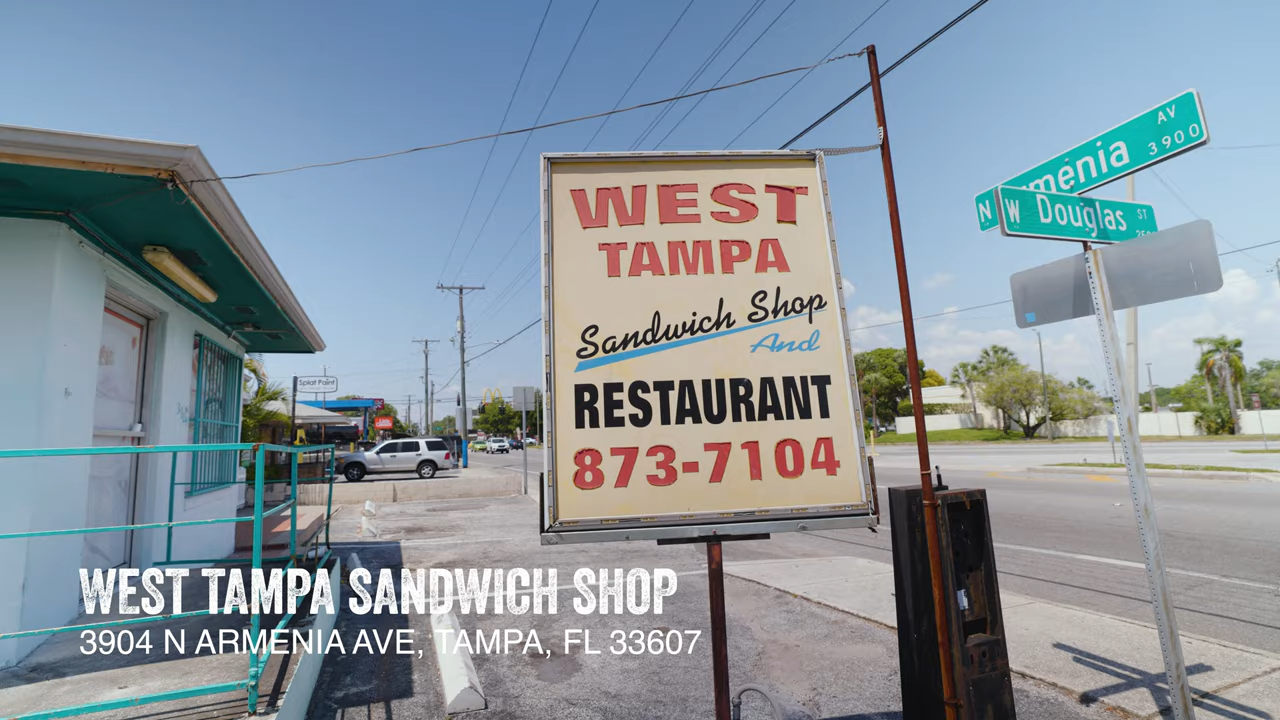 WEST
TAMPA
Sandwich Shop
And
RESTAURANT
873-7104
AV
3900
N
menia
W Douglas ST
Splat Paint
WEST TAMPA SANDWICH SHOP
3904 N ARMENIA AVE, TAMPA, FL 33607